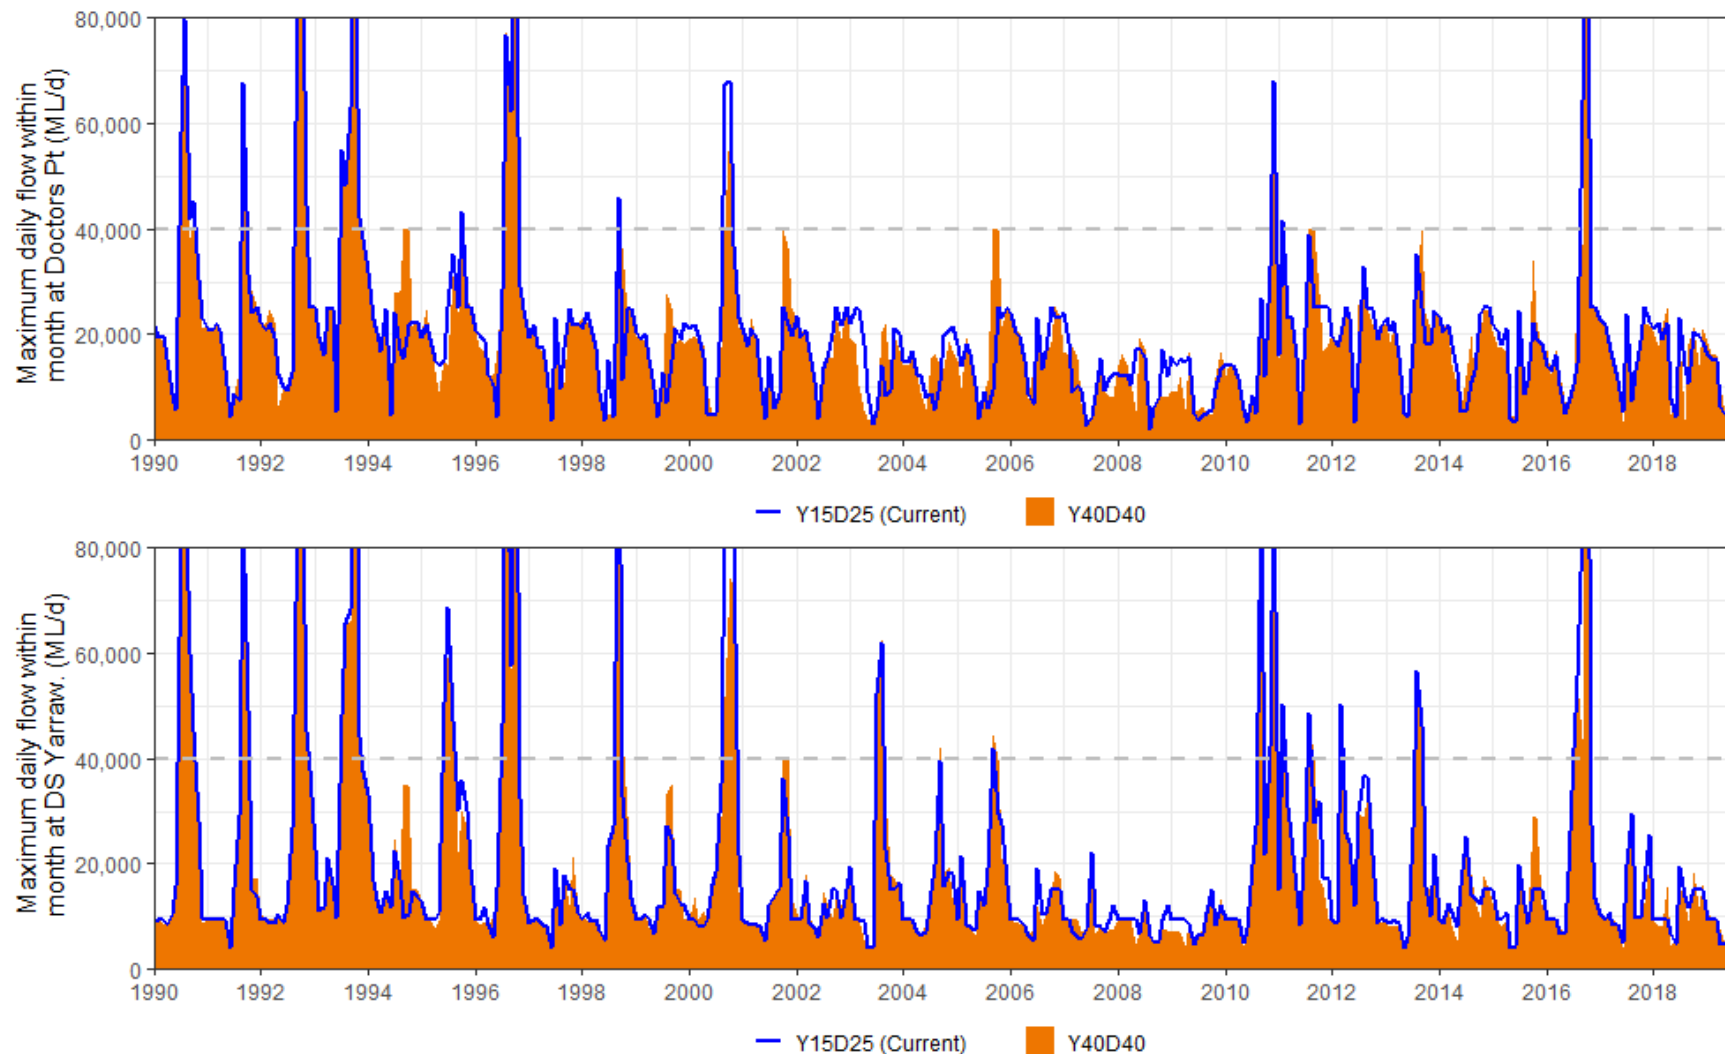 Maximum daily flow within
month at Doctors Pt (ML/d)
80,000
60,000
40,000
20,000
0
1990 1992 1994 1996 1998 2000 2002 2004 2006 2008 2010 2012 2014 2016 2018
Y15D25 (Current) Y40D40
Maximum daily flow within
month at DS Yarraw. (ML/d)
80,000
60,000
40,000
20,000
0
1990 1992 1994 1996 1998 2000 2002 2004 2006 2008 2010 2012 2014 2016 2018
Y15D25 (Current) Y40D40